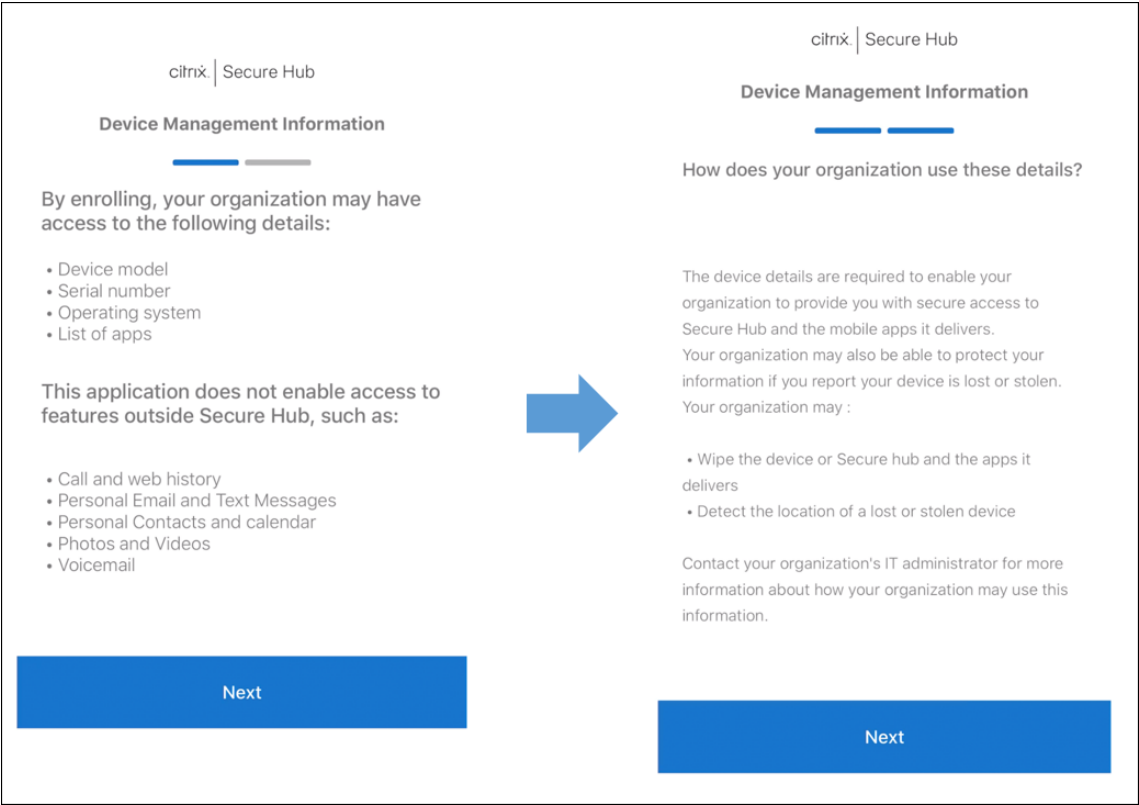 citrix. | Secure Hub
Device Management Information
By enrolling, your organization may have
access to the following details:
• Device model
• Serial number
• Operating system
• List of apps
This application does not enable access to
features outside Secure Hub, such as:
• Call and web history
• Personal Email and Text Messages
• Personal Contacts and calendar
• Photos and Videos
• Voicemail
Next
citrix. | Secure Hub
Device Management Information
How does your organization use these details?
The device details are required to enable your
organization to provide you with secure access to
Secure Hub and the mobile apps it delivers.
Your organization may also be able to protect your
information if you report your device is lost or stolen.
Your organization may :
• Wipe the device or Secure hub and the apps it
delivers
• Detect the location of a lost or stolen device
Contact your organization's IT administrator for more
information about how your organization may use this
information.
Next